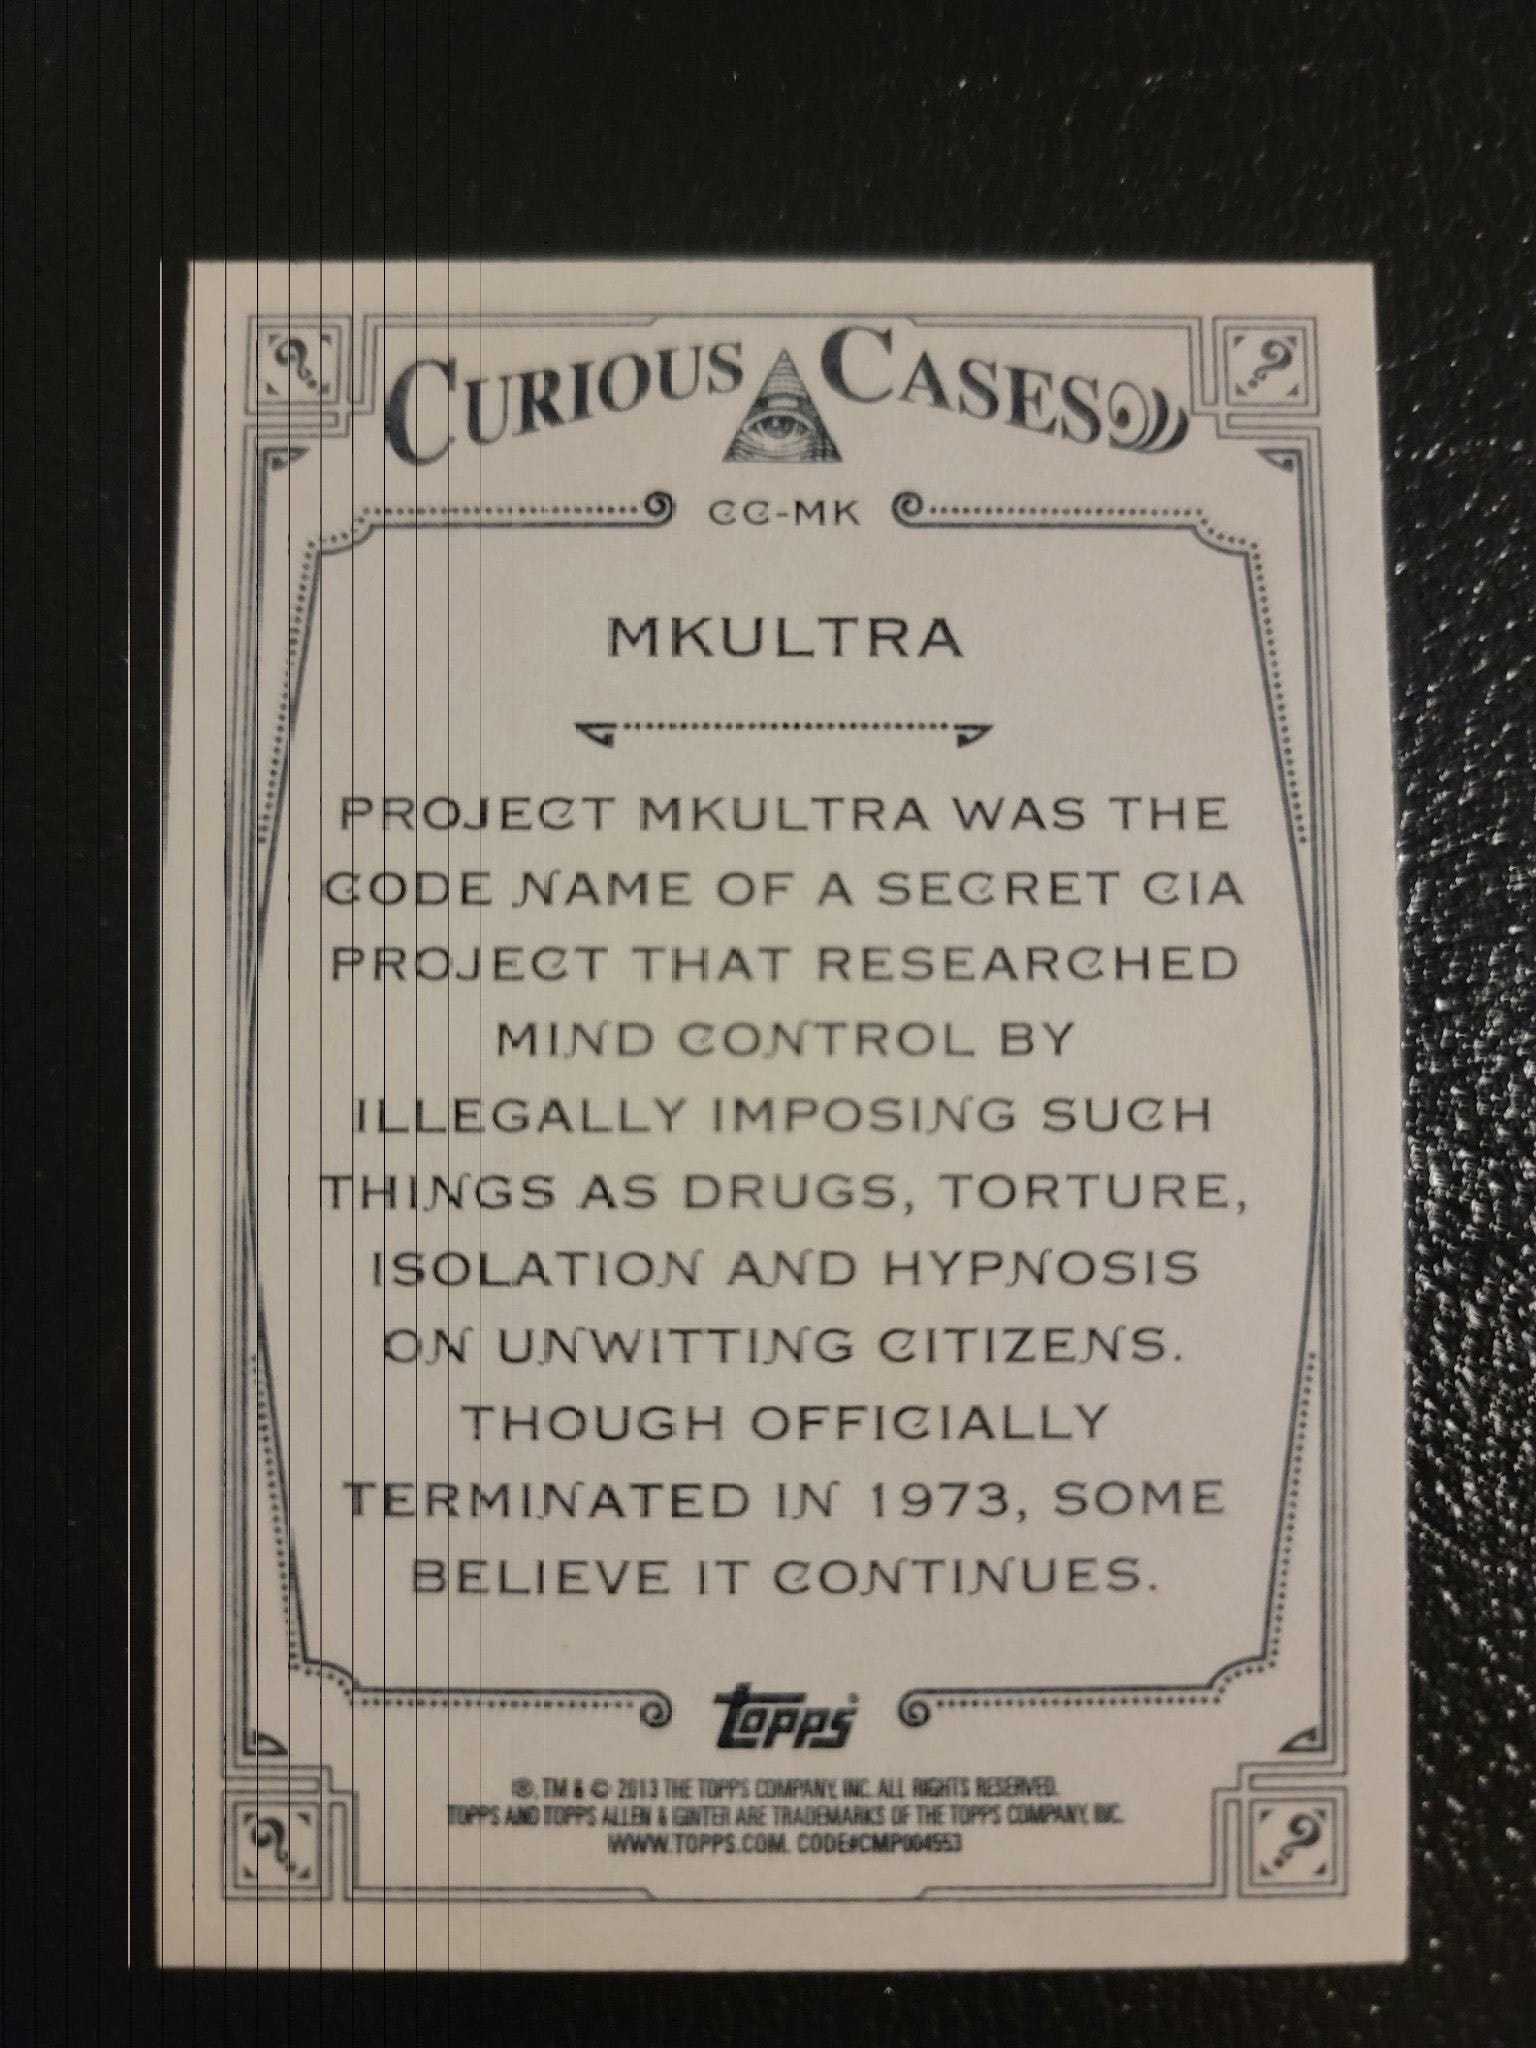 CURIOUS CASES
CC-MK
MKULTRA
PROJECT MKULTRA WAS THE
CODE NAME OF A SECRET CIA
PROJECT THAT RESEARCHED
MIND CONTROL BY
ILLEGALLY IMPOSING SUCH
THINGS AS DRUGS, TORTURE,
ISOLATION AND HYPNOSIS
ON UNWITTING CITIZENS.
THOUGH OFFICIALLY
TERMINATED IN 1973, SOME
BELIEVE IT CONTINUES.
topps®
®, TM & © 2013 THE TOPPS COMPANY, INC. ALL RIGHTS RESERVED.
TOPPS AND TOPPS ALLEN & GINTER ARE TRADEMARKS OF THE TOPPS COMPANY, INC.
WWW.TOPPS.COM. CODE#CMP004553